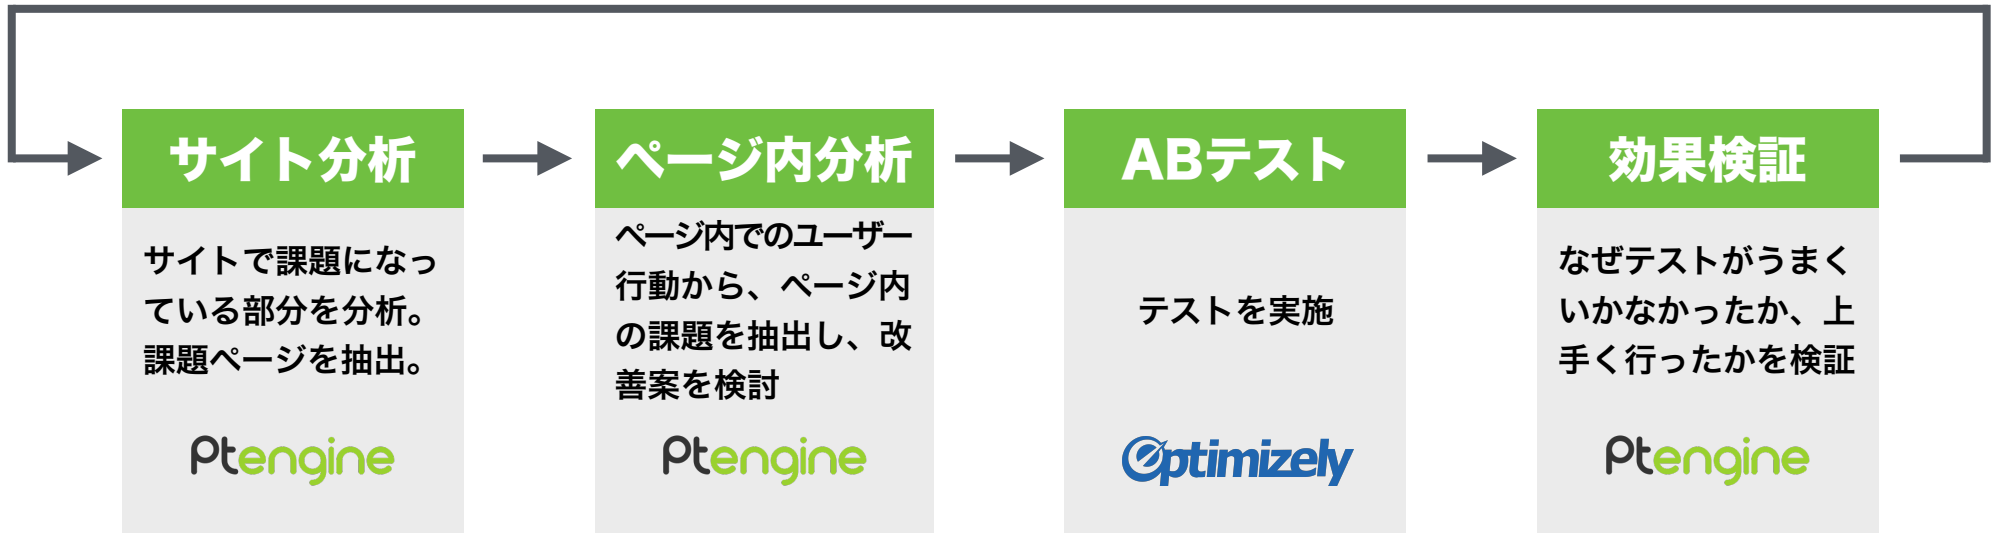 サイト分析
サイトで課題になっ
ている部分を分析。
課題ページを抽出。
Ptengine
ページ内分析
ページ内でのユーザー
行動から、ページ内
の課題を抽出し、改
善案を検討
Ptengine
ABテスト
テストを実施
Optimizely
効果検証
なぜテストがうまく
いかなかったか、上
手く行ったかを検証
Ptengine